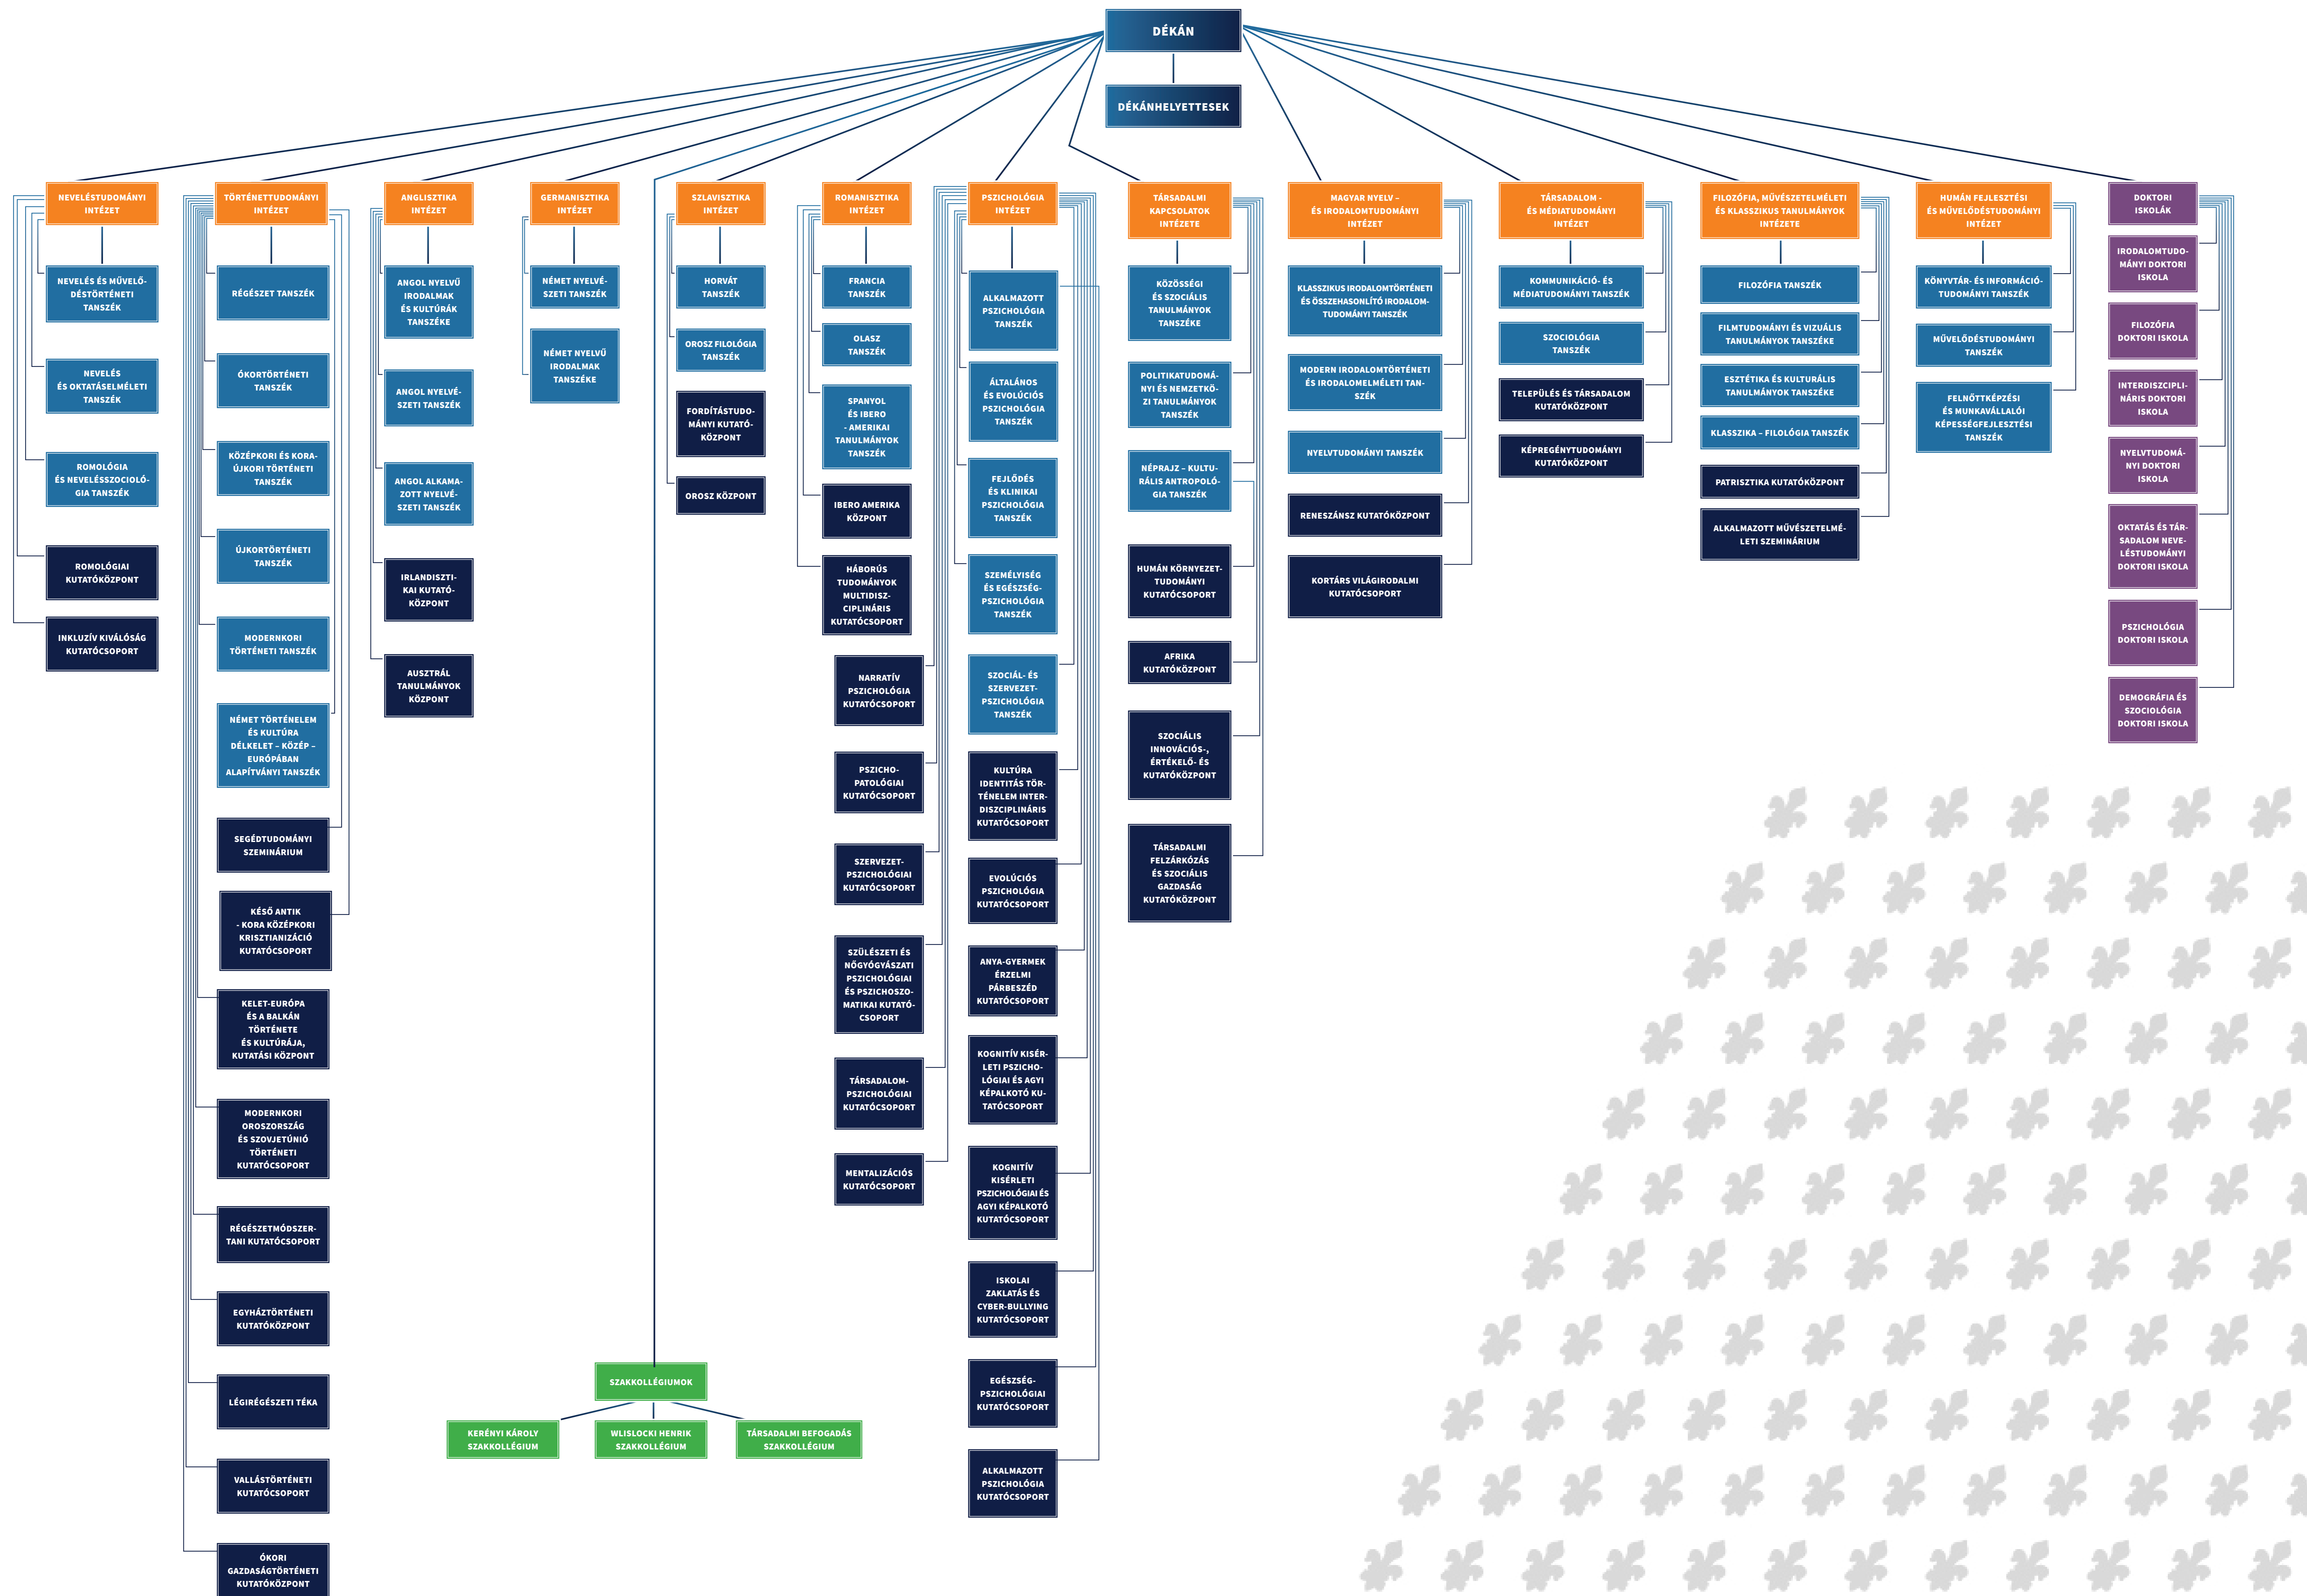 DÉKÁN
DÉKÁNHELYETTESEK
NEVELÉSTUDOMÁNYI
INTÉZET
NEVELÉS ÉS MŰVELŐ-
DÉSTÖRTÉNETI
TANSZÉK
NEVELÉS
ÉS OKTATÁSELMÉLETI
TANSZÉK
ROMOLÓGIA
ÉS NEVELÉSSZOCIOLÓ-
GIA TANSZÉK
ROMOLÓGIAI
KUTATÓKÖZPONT
INKLUZÍV KIVÁLÓSÁG
KUTATÓCSOPORT
TÖRTÉNETTUDOMÁNYI
INTÉZET
RÉGÉSZET TANSZÉK
ÓKORTÖRTÉNETI
TANSZÉK
KÖZÉPKORI ÉS KORA-
ÚJKORI TÖRTÉNETI
TANSZÉK
ÚJKORTÖRTÉNETI
TANSZÉK
MODERNKORI
TÖRTÉNETI TANSZÉK
NÉMET TÖRTÉNELEM
ÉS KULTÚRA
DÉLKELET – KÖZÉP –
EURÓPÁBAN
ALAPÍTVÁNYI TANSZÉK
SEGÉDTUDOMÁNYI
SZEMINÁRIUM
KÉSŐ ANTIK
- KORA KÖZÉPKORI
KRISZTIANIZÁCIÓ
KUTATÓCSOPORT
KELET-EURÓPA
ÉS A BALKÁN
TÖRTÉNETE
ÉS KULTÚRÁJA,
KUTATÁSI KÖZPONT
MODERNKORI
OROSZORSZÁG
ÉS SZOVJETÚNIÓ
TÖRTÉNETI
KUTATÓCSOPORT
RÉGÉSZETMÓDSZER-
TANI KUTATÓCSOPORT
EGYHÁZTÖRTÉNETI
KUTATÓKÖZPONT
LÉGIRÉGÉSZETI TÉKA
VALLÁSTÖRTÉNETI
KUTATÓCSOPORT
ÓKORI
GAZDASÁGTÖRTÉNETI
KUTATÓKÖZPONT
ANGLISZTIKA
INTÉZET
ANGOL NYELVŰ
IRODALMAK
ÉS KULTÚRÁK
TANSZÉKE
ANGOL NYELVÉ-
SZETI TANSZÉK
ANGOL ALKAMA-
ZOTT NYELVÉ-
SZETI TANSZÉK
IRLANDISZTI-
KAI KUTATÓ-
KÖZPONT
AUSZTRÁL
TANULMÁNYOK
KÖZPONT
GERMANISZTIKA
INTÉZET
NÉMET NYELVÉ-
SZETI TANSZÉK
NÉMET NYELVŰ
IRODALMAK
TANSZÉKE
SZLAVISZTIKA
INTÉZET
HORVÁT
TANSZÉK
OROSZ FILOLÓGIA
TANSZÉK
FORDÍTÁSTUDO-
MÁNYI KUTATÓ-
KÖZPONT
OROSZ KÖZPONT
ROMANISZTIKA
INTÉZET
FRANCIA
TANSZÉK
OLASZ
TANSZÉK
SPANYOL
ÉS IBERO
- AMERIKAI
TANULMÁNYOK
TANSZÉK
IBERO AMERIKA
KÖZPONT
HÁBORÚS
TUDOMÁNYOK
MULTIDISZ-
CIPLINÁRIS
KUTATÓCSOPORT
NARRATÍV
PSZICHOLÓGIA
KUTATÓCSOPORT
PSZICHO-
PATOLÓGIAI
KUTATÓCSOPORT
SZERVEZET-
PSZICHOLÓGIAI
KUTATÓCSOPORT
SZÜLÉSZETI ÉS
NŐGYÓGYÁSZATI
PSZICHOLÓGIAI
ÉS PSZICHOSZO-
MATIKAI KUTATÓ-
CSOPORT
TÁRSADALOM-
PSZICHOLÓGIAI
KUTATÓCSOPORT
MENTALIZÁCIÓS
KUTATÓCSOPORT
PSZICHOLÓGIA
INTÉZET
ALKALMAZOTT
PSZICHOLÓGIA
TANSZÉK
ÁLTALÁNOS
ÉS EVOLÚCIÓS
PSZICHOLÓGIA
TANSZÉK
FEJLŐDÉS
ÉS KLINIKAI
PSZICHOLÓGIA
TANSZÉK
SZEMÉLYISÉG
ÉS EGÉSZSÉG-
PSZICHOLÓGIA
TANSZÉK
SZOCIÁL- ÉS
SZERVEZET-
PSZICHOLÓGIA
TANSZÉK
KULTÚRA
IDENTITÁS TÖR-
TÉNELEM INTER-
DISZCIPLINÁRIS
KUTATÓCSOPORT
EVOLÚCIÓS
PSZICHOLÓGIA
KUTATÓCSOPORT
ANYA-GYERMEK
ÉRZELMI
PÁRBESZÉD
KUTATÓCSOPORT
KOGNITÍV KISÉR-
LETI PSZICHO-
LÓGIAI ÉS AGYI
KÉPALKOTÓ KU-
TATÓCSOPORT
KOGNITÍV
KISÉRLETI
PSZICHOLÓGIAI ÉS
AGYI KÉPALKOTÓ
KUTATÓCSOPORT
ISKOLAI
ZAKLATÁS ÉS
CYBER-BULLYING
KUTATÓCSOPORT
EGÉSZSÉG-
PSZICHOLÓGIAI
KUTATÓCSOPORT
ALKALMAZOTT
PSZICHOLÓGIA
KUTATÓCSOPORT
TÁRSADALMI
KAPCSOLATOK
INTÉZETE
KÖZÖSSÉGI
ÉS SZOCIÁLIS
TANULMÁNYOK
TANSZÉKE
POLITIKATUDOMÁ-
NYI ÉS NEMZETKÖ-
ZI TANULMÁNYOK
TANSZÉK
NÉPRAJZ – KULTU-
RÁLIS ANTROPOLÓ-
GIA TANSZÉK
HUMÁN KÖRNYEZET-
TUDOMÁNYI
KUTATÓCSOPORT
AFRIKA
KUTATÓKÖZPONT
SZOCIÁLIS
INNOVÁCIÓS-,
ÉRTÉKELŐ- ÉS
KUTATÓKÖZPONT
TÁRSADALMI
FELZÁRKÓZÁS
ÉS SZOCIÁLIS
GAZDASÁG
KUTATÓKÖZPONT
MAGYAR NYELV –
ÉS IRODALOMTUDOMÁNYI
INTÉZET
KLASSZIKUS IRODALOMTÖRTÉNETI
ÉS ÖSSZEHASONLÍTÓ IRODALOM-
TUDOMÁNYI TANSZÉK
MODERN IRODALOMTÖRTÉNETI
ÉS IRODALOMELMÉLETI TAN-
SZÉK
NYELVTUDOMÁNYI TANSZÉK
RENESZÁNSZ KUTATÓKÖZPONT
KORTÁRS VILÁGIRODALMI
KUTATÓCSOPORT
TÁRSADALOM -
ÉS MÉDIATUDOMÁNYI
INTÉZET
KOMMUNIKÁCIÓ- ÉS
MÉDIATUDOMÁNYI TANSZÉK
SZOCIOLÓGIA
TANSZÉK
TELEPÜLÉS ÉS TÁRSADALOM
KUTATÓKÖZPONT
KÉPREGÉNYTUDOMÁNYI
KUTATÓKÖZPONT
FILOZÓFIA, MŰVÉSZETELMÉLETI
ÉS KLASSZIKUS TANULMÁNYOK
INTÉZETE
FILOZÓFIA TANSZÉK
FILMTUDOMÁNYI ÉS VIZUÁLIS
TANULMÁNYOK TANSZÉKE
ESZTÉTIKA ÉS KULTURÁLIS
TANULMÁNYOK TANSZÉKE
KLASSZIKA – FILOLÓGIA TANSZÉK
PATRISZTIKA KUTATÓKÖZPONT
ALKALMAZOTT MŰVÉSZETELMÉ-
LETI SZEMINÁRIUM
HUMÁN FEJLESZTÉSI
ÉS MŰVELŐDÉSTUDOMÁNYI
INTÉZET
KÖNYVTÁR- ÉS INFORMÁCIÓ-
TUDOMÁNYI TANSZÉK
MŰVELŐDÉSTUDOMÁNYI
TANSZÉK
FELNŐTTKÉPZÉSI
ÉS MUNKAVÁLLALÓI
KÉPESSÉGFEJLESZTÉSI
TANSZÉK
DOKTORI
ISKOLÁK
IRODALOMTUDO-
MÁNYI DOKTORI
ISKOLA
FILOZÓFIA
DOKTORI ISKOLA
INTERDISZCIPLI-
NÁRIS DOKTORI
ISKOLA
NYELVTUDOMÁ-
NYI DOKTORI
ISKOLA
OKTATÁS ÉS TÁR-
SADALOM NEVE-
LÉSTUDOMÁNYI
DOKTORI ISKOLA
PSZICHOLÓGIA
DOKTORI ISKOLA
DEMOGRÁFIA ÉS
SZOCIOLÓGIA
DOKTORI ISKOLA
SZAKKOLLÉGIUMOK
KERÉNYI KÁROLY
SZAKKOLLÉGIUM
WLISLOCKI HENRIK
SZAKKOLLÉGIUM
TÁRSADALMI BEFOGADÁS
SZAKKOLLÉGIUM